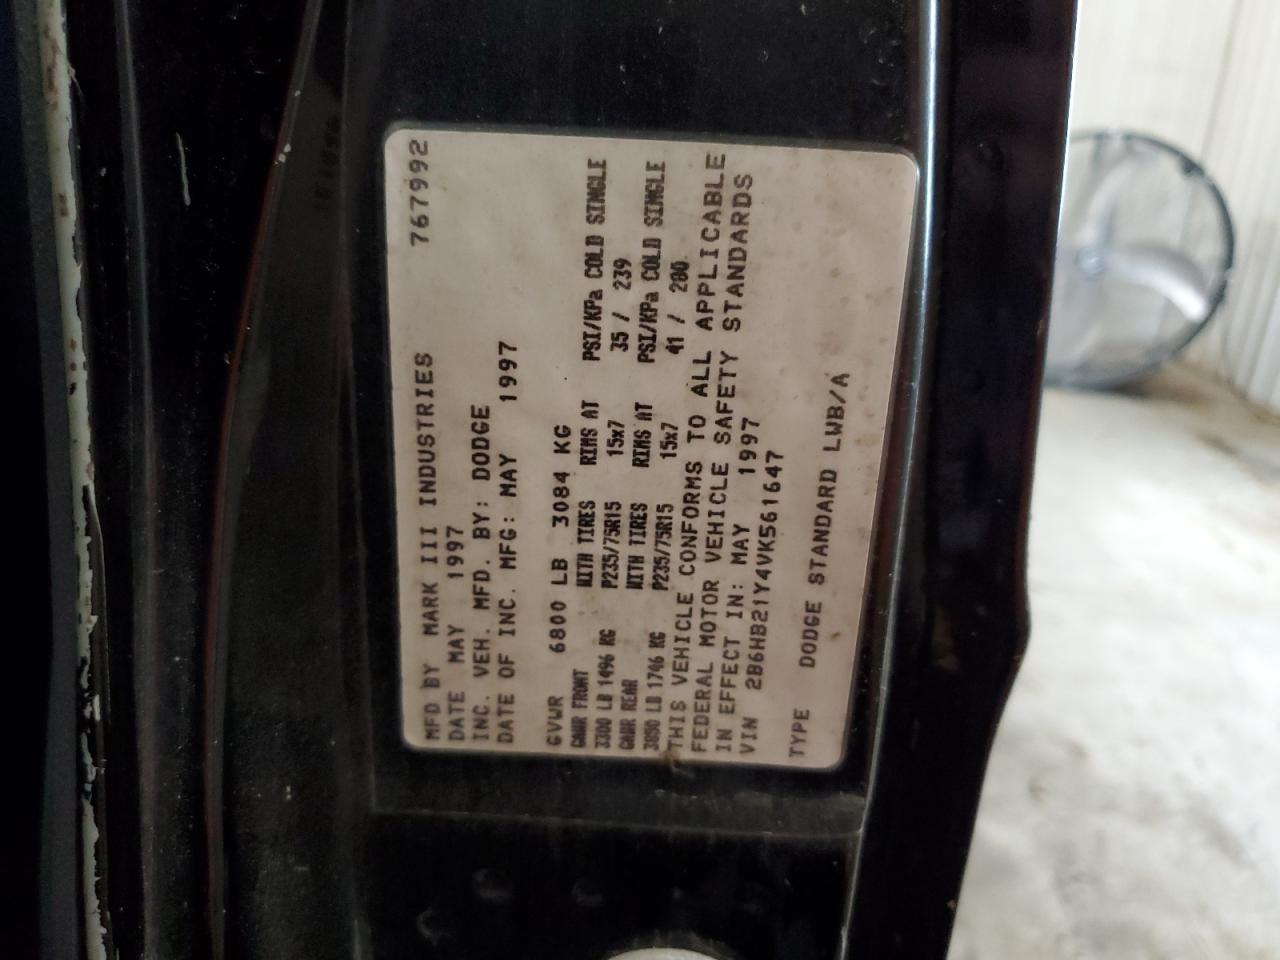 MFD BY MARK III INDUSTRIES 767992
DATE MAY 1997
INC. VEH. MFD. BY: DODGE
DATE OF INC. MFG: MAY 1997
GVWR 6800 LB 3084 KG
GAWR FRONT WITH TIRES RIMS AT PSI/KPa COLD SINGLE
3300 LB 1496 KG P235/75R15 15x7 35 / 239
GAWR REAR WITH TIRES RIMS AT PSI/KPa COLD SINGLE
3850 LB 1746 KG P235/75R15 15x7 41 / 280
THIS VEHICLE CONFORMS TO ALL APPLICABLE
FEDERAL MOTOR VEHICLE SAFETY STANDARDS
IN EFFECT IN: MAY 1997
VIN 2B6HB21Y4VK561647
TYPE DODGE STANDARD LWB/A